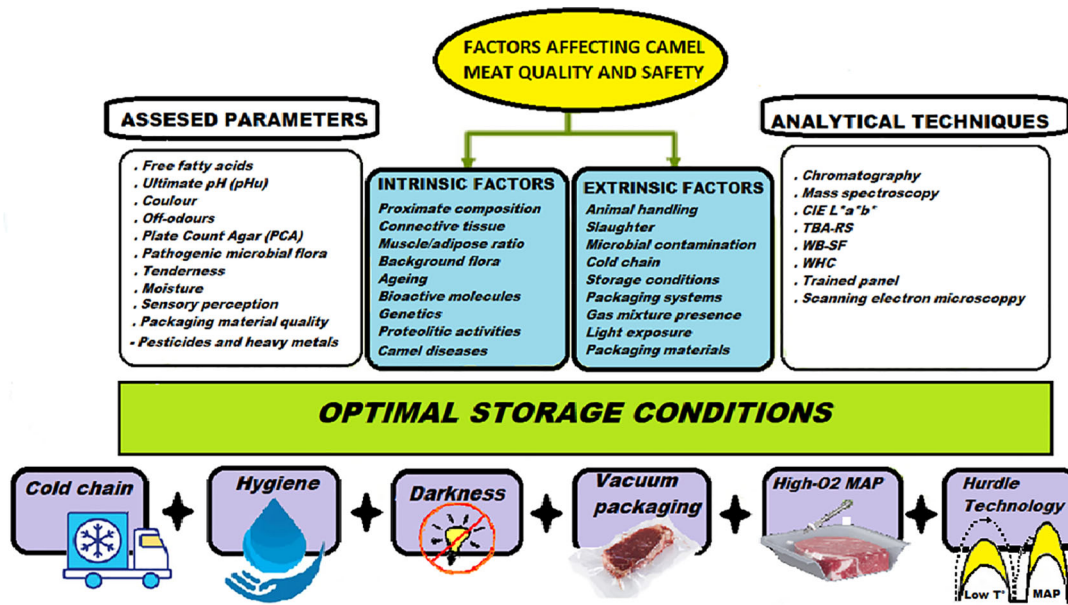 FACTORS AFFECTING CAMEL
MEAT QUALITY AND SAFETY
ASSESED PARAMETERS
. Free fatty acids
. Ultimate pH (pHu)
. Coulour
. Off-odours
. Plate Count Agar (PCA)
. Pathogenic microbial flora
. Tenderness
. Moisture
. Sensory perception
. Packaging material quality
- Pesticides and heavy metals
INTRINSIC FACTORS
Proximate composition
Connective tissue
Muscle/adipose ratio
Background flora
Ageing
Bioactive molecules
Genetics
Proteolitic activities
Camel diseases
EXTRINSIC FACTORS
Animal handling
Slaughter
Microbial contamination
Cold chain
Storage conditions
Packaging systems
Gas mixture presence
Light exposure
Packaging materials
ANALYTICAL TECHNIQUES
. Chromatography
. Mass spectroscopy
. CIE L*a*b*
. TBA-RS
. WB-SF
. WHC
. Trained panel
. Scanning electron microscoppy
OPTIMAL STORAGE CONDITIONS
Cold chain
Hygiene
Darkness
Vacuum
packaging
High-O2 MAP
Hurdle
Technology
Low T°
MAP